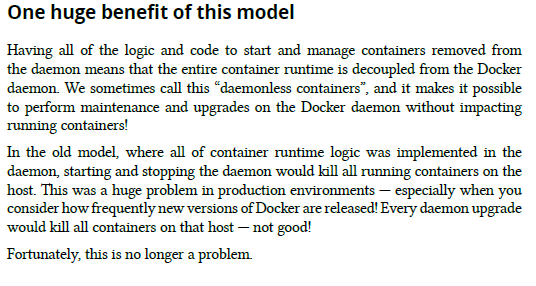 One huge benefit of this model
Having all of the logic and code to start and manage containers removed from
the daemon means that the entire container runtime is decoupled from the Docker
daemon. We sometimes call this “daemonless containers”, and it makes it possible
to perform maintenance and upgrades on the Docker daemon without impacting
running containers!
In the old model, where all of container runtime logic was implemented in the
daemon, starting and stopping the daemon would kill all running containers on the
host. This was a huge problem in production environments — especially when you
consider how frequently new versions of Docker are released! Every daemon upgrade
would kill all containers on that host — not good!
Fortunately, this is no longer a problem.